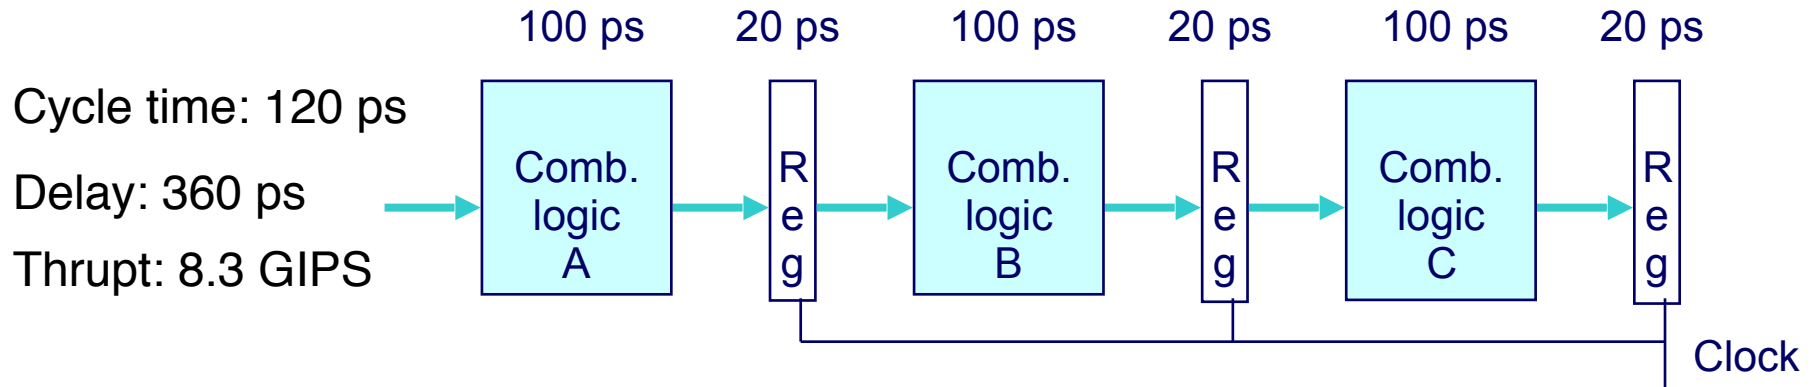 100 ps 20 ps 100 ps 20 ps 100 ps 20 ps
Cycle time: 120 ps
Delay: 360 ps
Thrupt: 8.3 GIPS
Comb.
logic
A
R
e
g
Comb.
logic
B
R
e
g
Comb.
logic
C
R
e
g
Clock